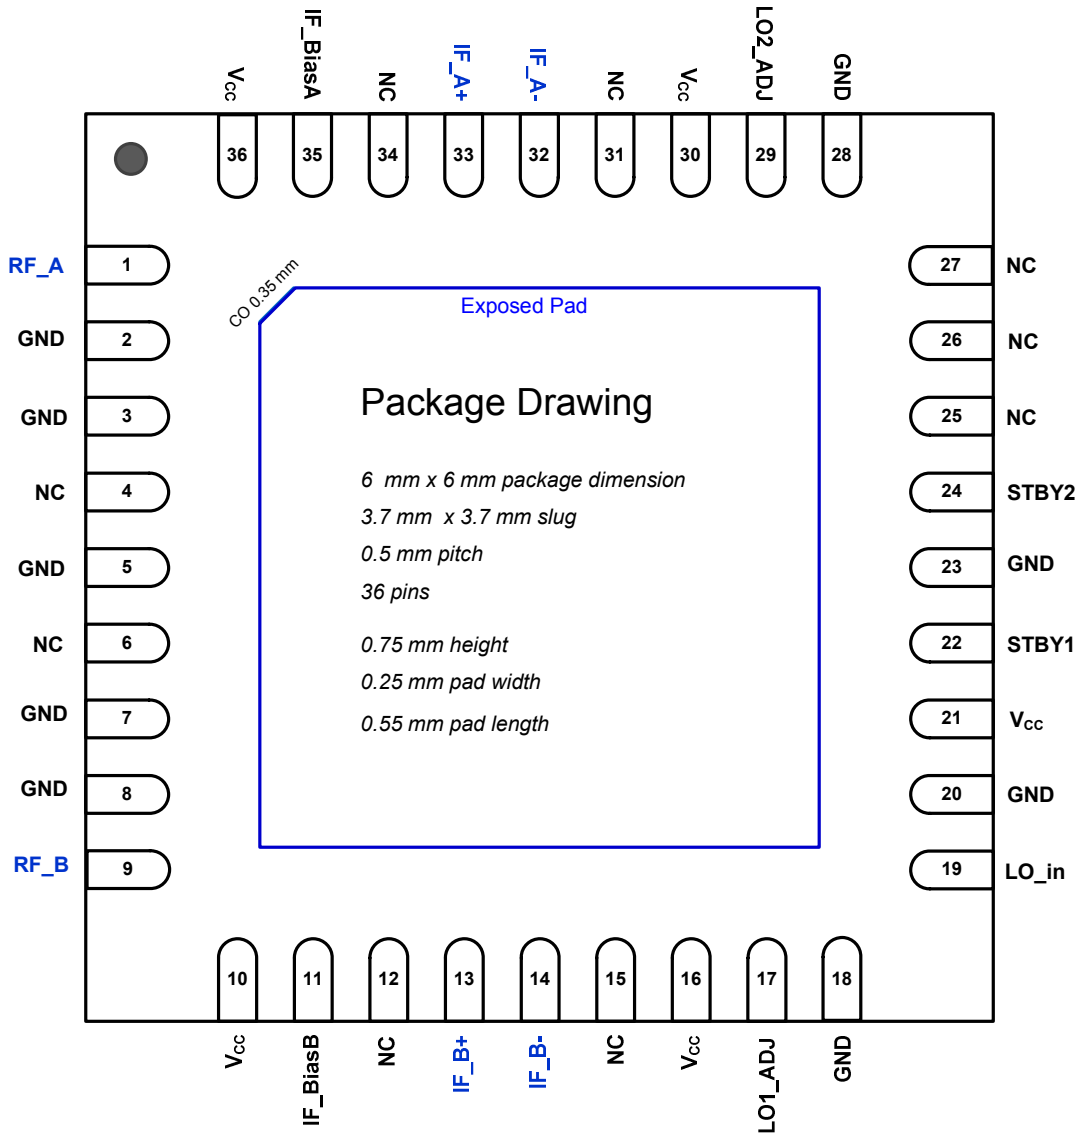 V_CC
IF_BiasA
NC
IF_A+
IF_A-
NC
V_CC
LO2_ADJ
GND
36
35
34
33
32
31
30
29
28
RF_A
1
GND
2
GND
3
NC
4
GND
5
NC
6
GND
7
GND
8
RF_B
9
CO 0.35 mm
Exposed Pad
Package Drawing
6 mm x 6 mm package dimension
3.7 mm x 3.7 mm slug
0.5 mm pitch
36 pins
0.75 mm height
0.25 mm pad width
0.55 mm pad length
27
NC
26
NC
25
NC
24
STBY2
23
GND
22
STBY1
21
V_CC
20
GND
19
LO_in
10
11
12
13
14
15
16
17
18
V_CC
IF_BiasB
NC
IF_B+
IF_B-
NC
V_CC
LO1_ADJ
GND